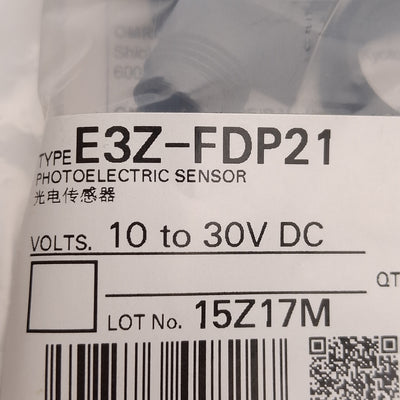 TYPE E3Z-FDP21
PHOTOELECTRIC SENSOR
光电传感器
VOLTS. 10 to 30V DC
QT
LOT No. 15Z17M